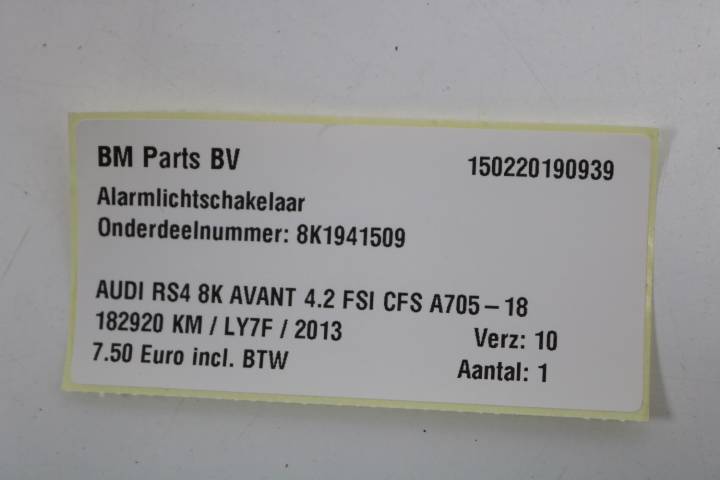 BM Parts BV 150220190939
Alarmlichtschakelaar
Onderdeelnummer: 8K1941509
AUDI RS4 8K AVANT 4.2 FSI CFS A705-18
182920 KM / LY7F / 2013 Verz: 10
7.50 Euro incl. BTW Aantal: 1